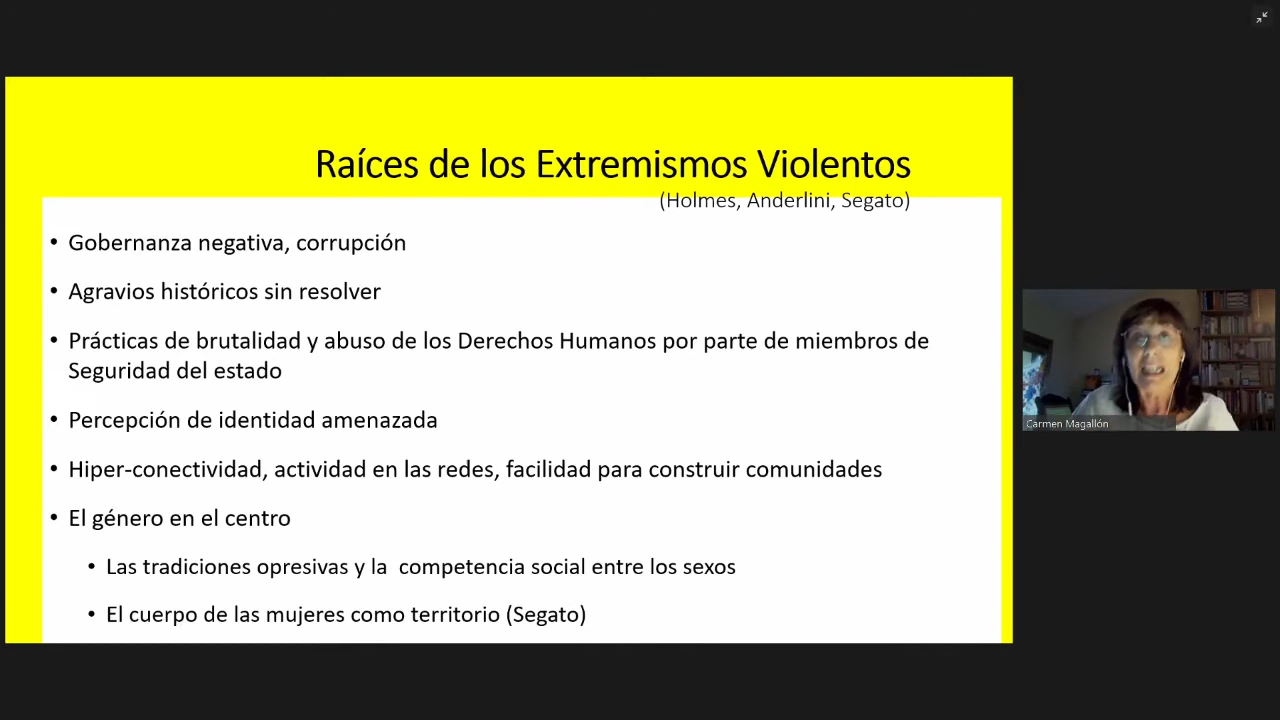 Raíces de los Extremismos Violentos
(Holmes, Anderlini, Segato)
• Gobernanza negativa, corrupción
• Agravios históricos sin resolver
• Prácticas de brutalidad y abuso de los Derechos Humanos por parte de miembros de
Seguridad del estado
• Percepción de identidad amenazada
• Hiper-conectividad, actividad en las redes, facilidad para construir comunidades
• El género en el centro
• Las tradiciones opresivas y la  competencia social entre los sexos
• El cuerpo de las mujeres como territorio (Segato)
Carmen Magallón